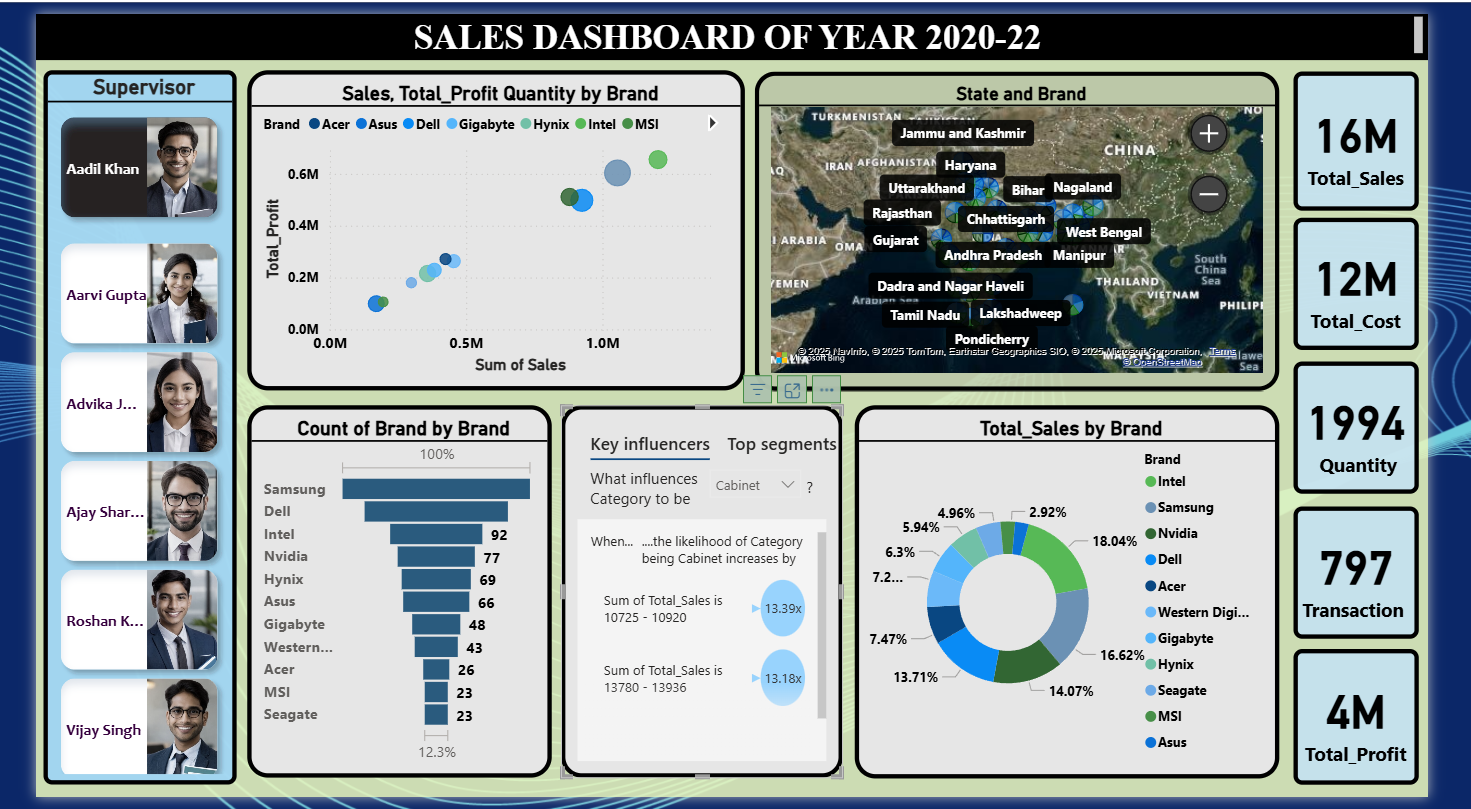 SALES DASHBOARD OF YEAR 2020-22
Supervisor
Aadil Khan
Aarvi Gupta
Advika J...
Ajay Shar...
Roshan K...
Vijay Singh
Sales, Total_Profit Quantity by Brand
Brand Acer Asus Dell Gigabyte Hynix Intel MSI
Total_Profit
0.6M
0.4M
0.2M
0.0M
0.0M 0.5M 1.0M
Sum of Sales
State and Brand
TURKMENISTAN
Jammu and Kashmir
CHINA
IRAN AFGHANISTAN
Haryana
Uttarakhand Bihar Nagaland
Rajasthan Chhattisgarh
West Bengal
Gujarat
OMA
Andhra Pradesh Manipur
South
China
Sea
YEMEN
Dadra and Nagar Haveli
THAILAND
VIETNAM
Arabian Sea
PHILIPI
Tamil Nadu Lakshadweep
Pondicherry
Microsoft Bing
© 2025 NavInfo, © 2025 TomTom, Earthstar Geographics SIO, © 2025 Microsoft Corporation, Terms
© OpenStreetMap
16M
Total_Sales
12M
Total_Cost
1994
Quantity
797
Transaction
4M
Total_Profit
Count of Brand by Brand
100%
Samsung
Dell
Intel 92
Nvidia 77
Hynix 69
Asus 66
Gigabyte 48
Western... 43
Acer 26
MSI 23
Seagate 23
12.3%
Key influencers Top segments
What influences
Category to be
Cabinet
?
When... ....the likelihood of Category
being Cabinet increases by
Sum of Total_Sales is
10725 - 10920
13.39x
Sum of Total_Sales is
13780 - 13936
13.18x
Total_Sales by Brand
18.04%
16.62%
14.07%
13.71%
7.47%
7.2...
6.3%
5.94%
4.96%
2.92%
Brand
Intel
Samsung
Nvidia
Dell
Acer
Western Digi...
Gigabyte
Hynix
Seagate
MSI
Asus